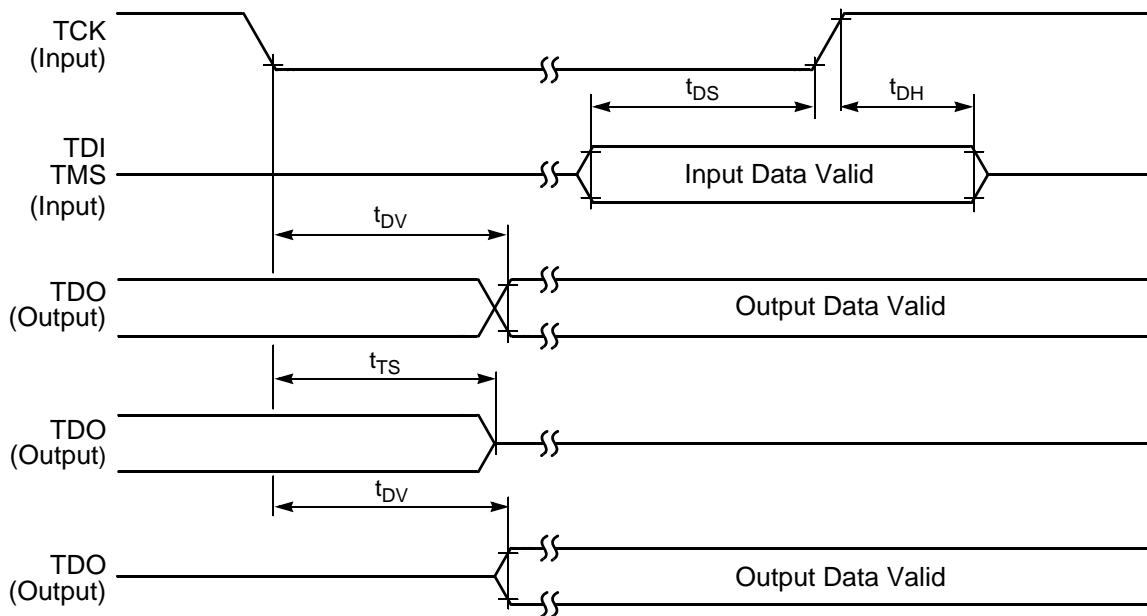 TCK
(Input)
tDS
tDH
TDI
TMS
(Input)
Input Data Valid
tDV
TDO
(Output)
Output Data Valid
tTS
TDO
(Output)
tDV
TDO
(Output)
Output Data Valid